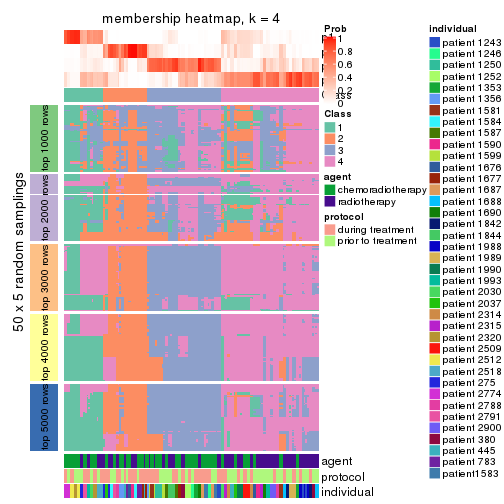 membership heatmap, k = 4
50 x 5 random samplings
top 1000 rows
top 2000 rows
top 3000 rows
top 4000 rows
top 5000 rows
agent
protocol
individual
Prob
1
0.8
0.6
0.4
0.2
0
Class
1
2
3
4
agent
chemoradiotherapy
radiotherapy
protocol
during treatment
prior to treatment
individual
patient 1243
patient 1246
patient 1250
patient 1252
patient 1353
patient 1356
patient 1581
patient 1584
patient 1587
patient 1590
patient 1599
patient 1676
patient 1677
patient 1687
patient 1688
patient 1690
patient 1842
patient 1844
patient 1988
patient 1989
patient 1990
patient 1993
patient 2030
patient 2037
patient 2314
patient 2315
patient 2320
patient 2509
patient 2512
patient 2518
patient 275
patient 2774
patient 2788
patient 2791
patient 2900
patient 380
patient 445
patient 783
patient1583